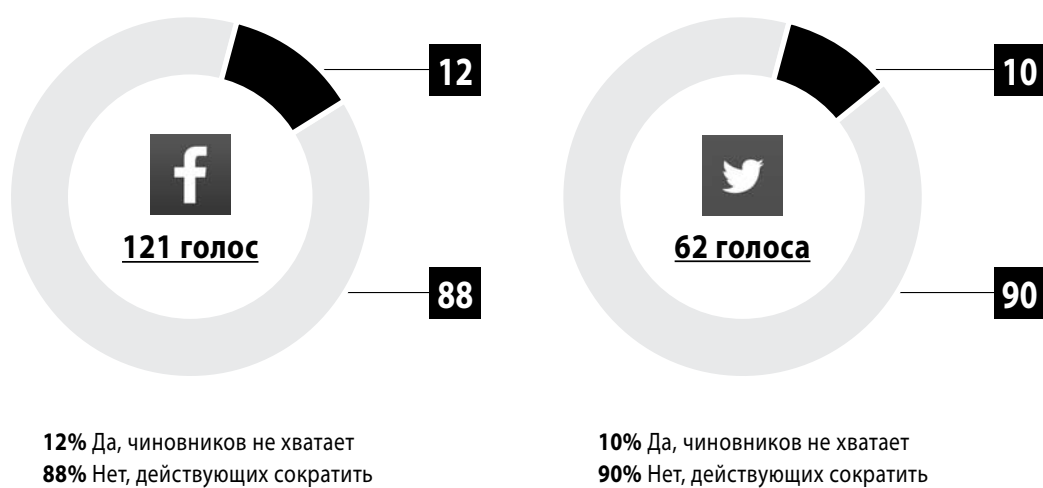 12
121 голос
88
12% Да, чиновников не хватает
88% Нет, действующих сократить
10
62 голоса
90
10% Да, чиновников не хватает
90% Нет, действующих сократить